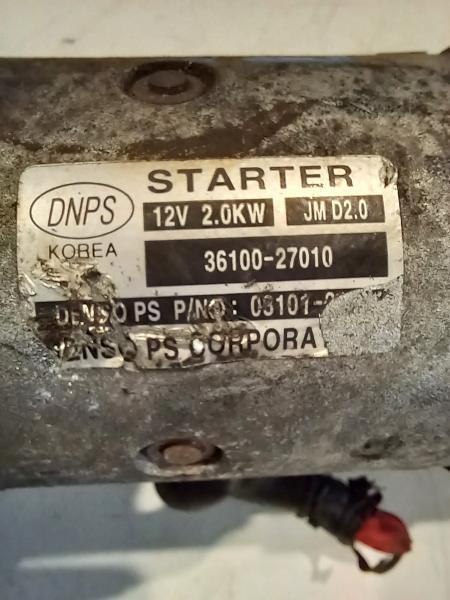 STARTER
DNPS
12V 2.0KW JM D2.0
KOREA
36100-27010
DENSO PS P/NO: 03101-
DENSO PS CORPORA